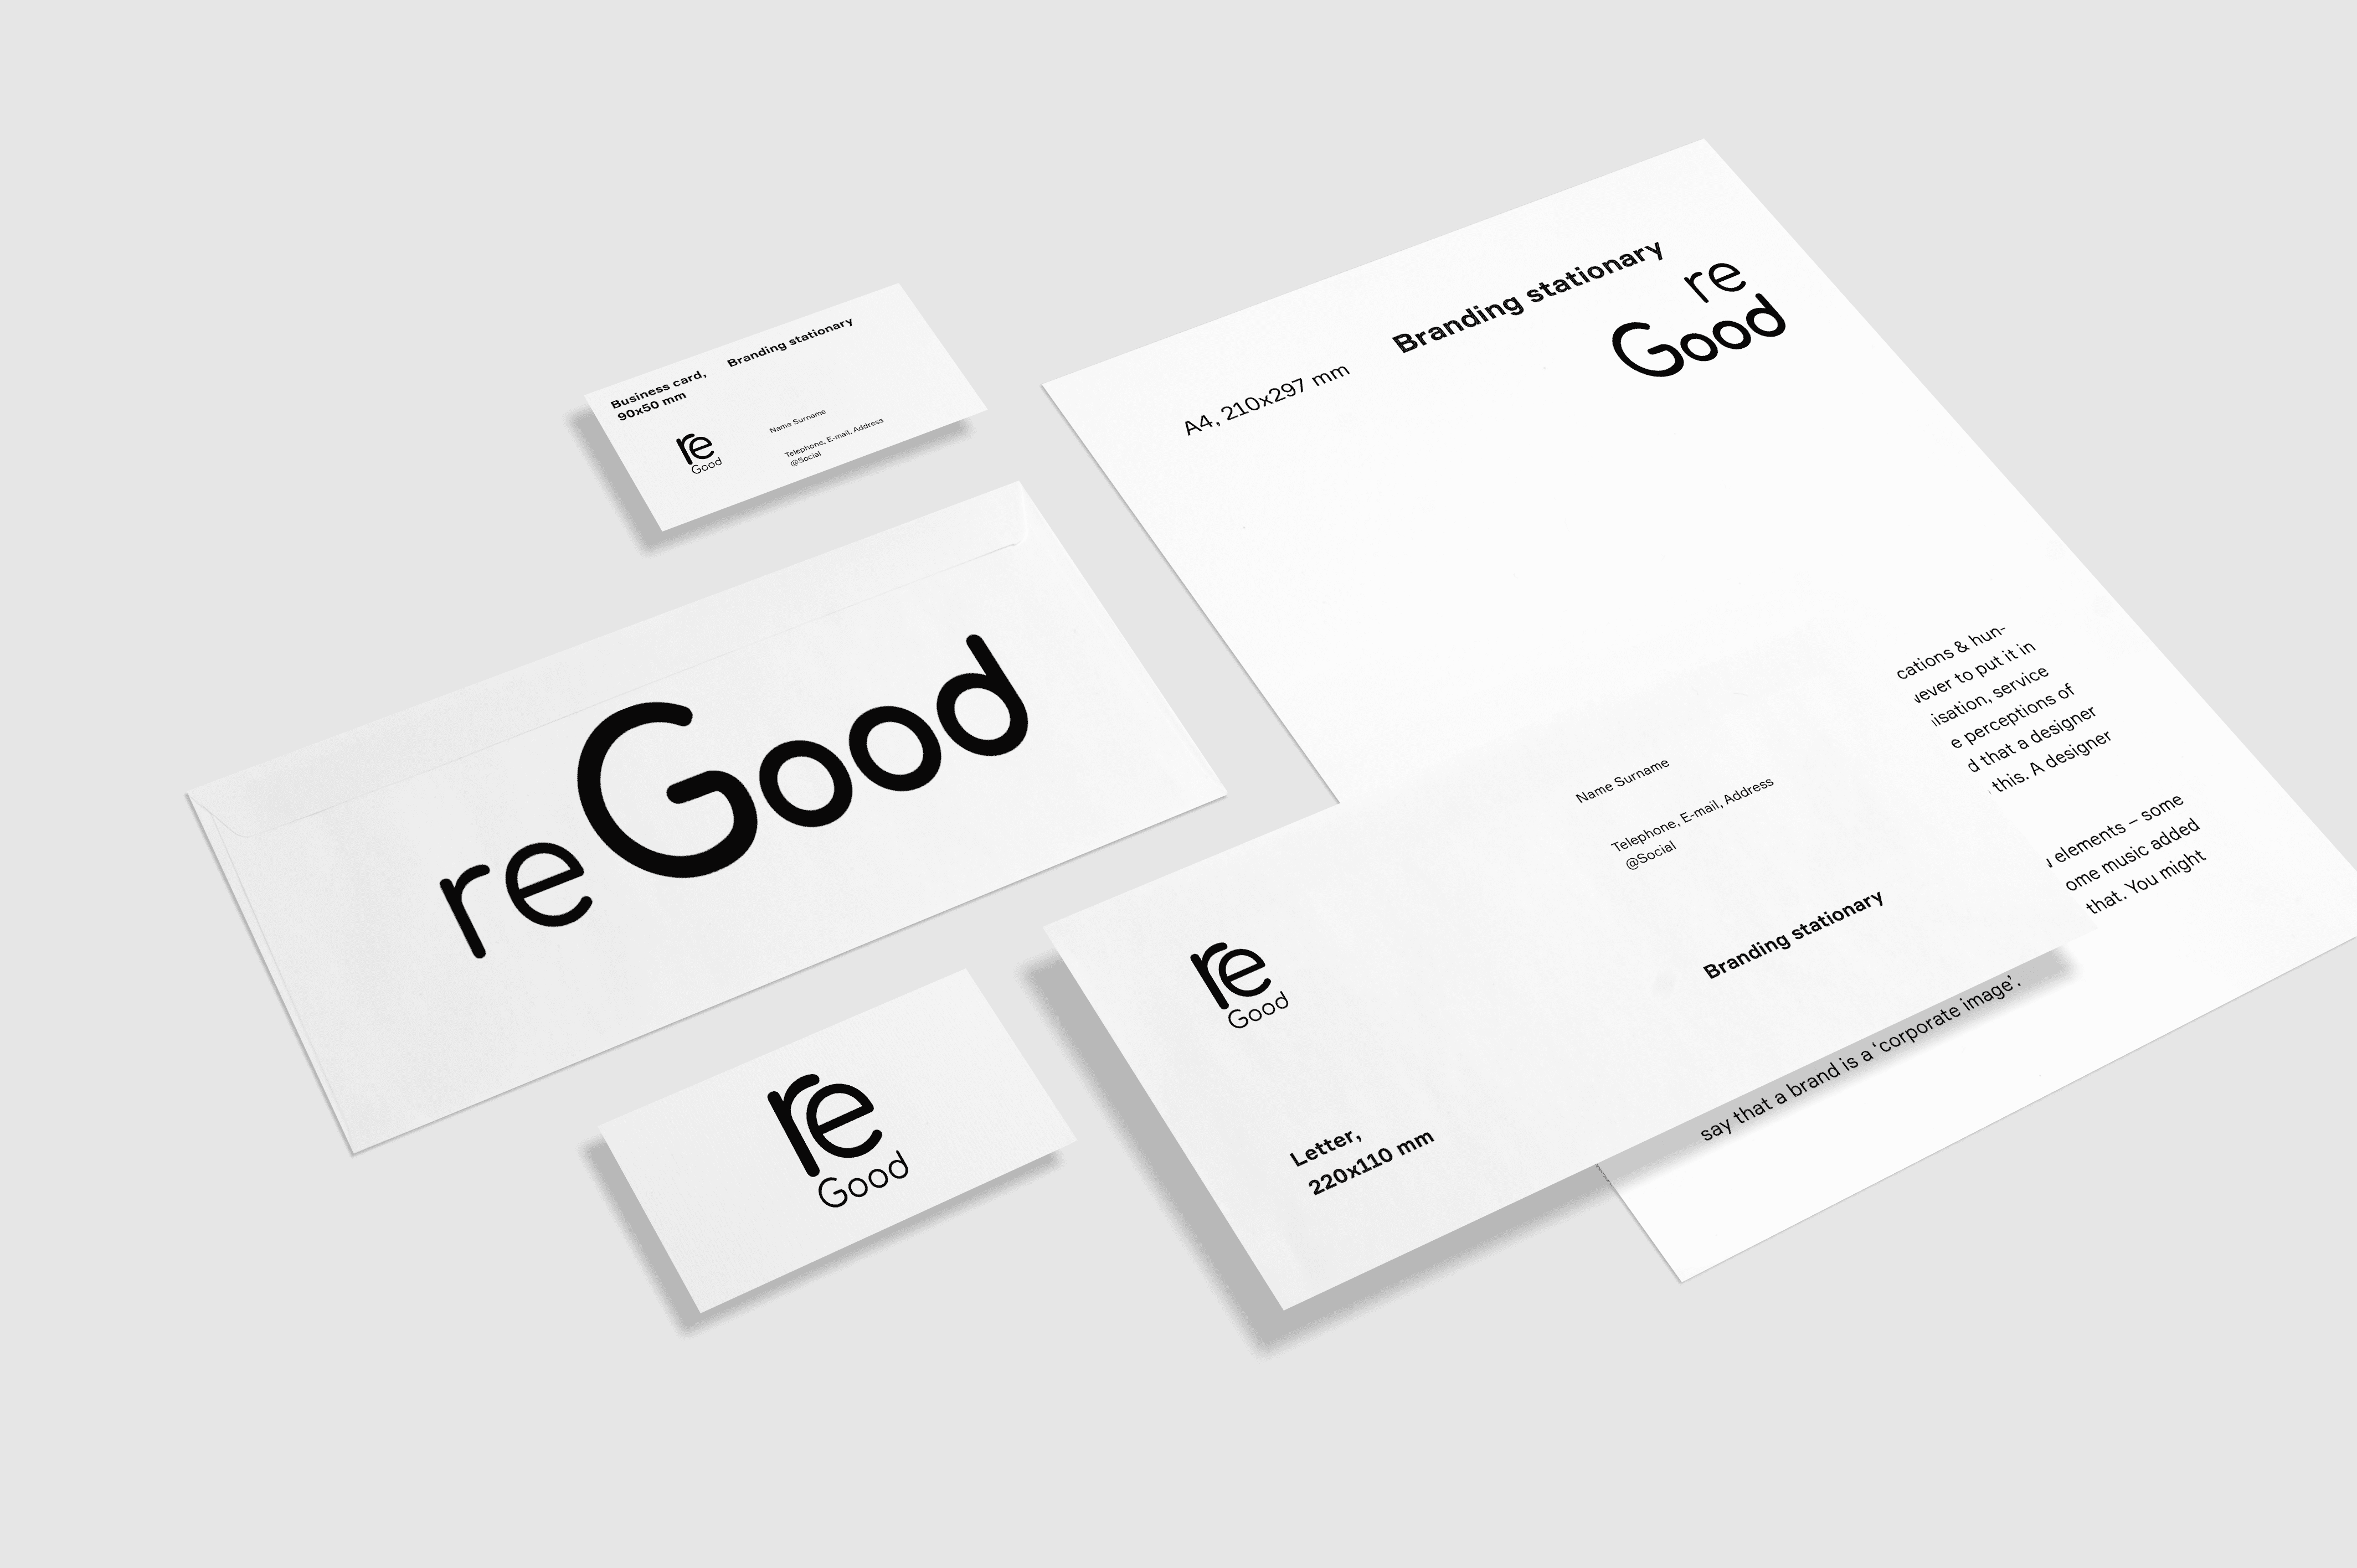 Business card,
90x50 mm
Branding stationary
re
Good
Name Surname
Telephone, E-mail, Address
@Social
reGood
re
Good
A4, 210x297 mm
Branding stationary
re
Good
cations & hun-
ever to put it in
isation, service
e perceptions of
d that a designer
this. A designer
elements – some
ome music added
that. You might
say that a brand is a ‘corporate image’.
Name Surname
Telephone, E-mail, Address
@Social
Branding stationary
re
Good
Letter,
220x110 mm